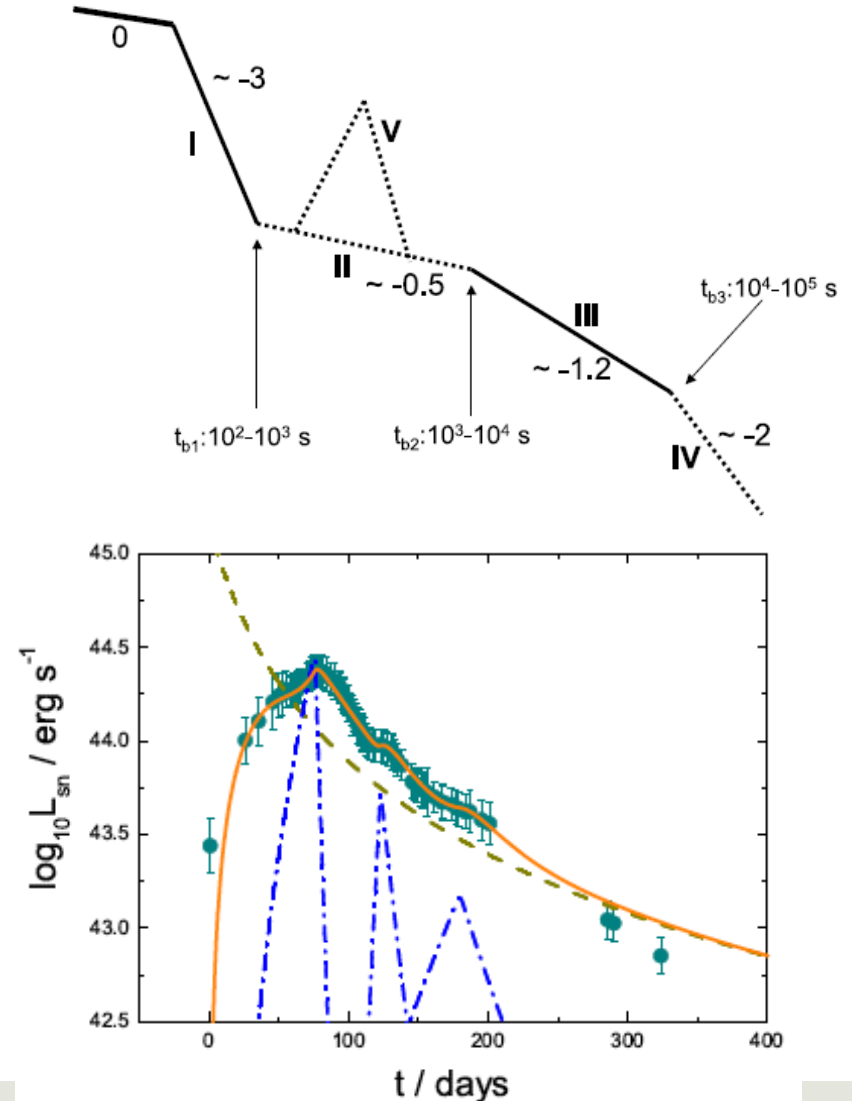 0
~ -3
I
V
II
~ -0.5
III
~ -1.2
t_b3:10^4-10^5 s
t_b1:10^2-10^3 s
t_b2:10^3-10^4 s
~ -2
IV
45.0
44.5
44.0
43.5
43.0
42.5
log_10 L_sn / erg s^-1
0 100 200 300 400
t / days